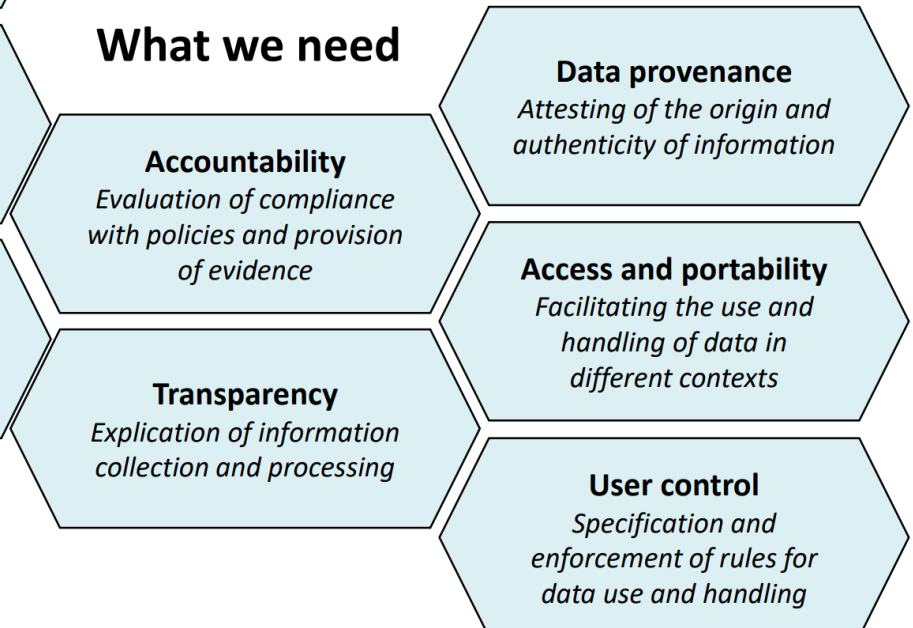 What we need
Accountability
Evaluation of compliance
with policies and provision
of evidence
Transparency
Explication of information
collection and processing
Data provenance
Attesting of the origin and
authenticity of information
Access and portability
Facilitating the use and
handling of data in
different contexts
User control
Specification and
enforcement of rules for
data use and handling